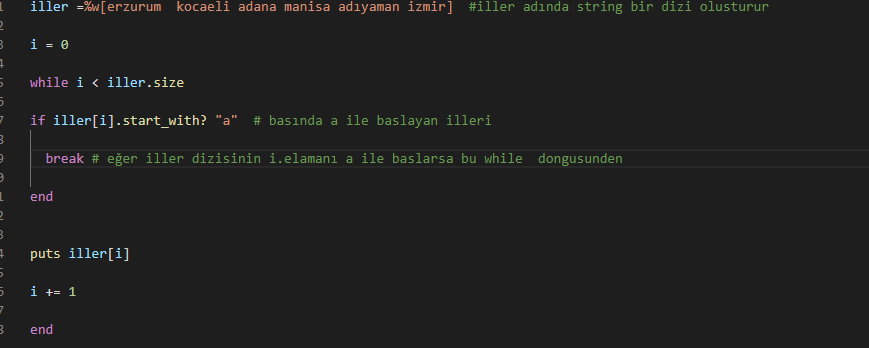 1 iller =%w[erzurum  kocaeli adana manisa adıyaman izmir]  #iller adında string bir dizi olusturur
2
3 i = 0
4
5 while i < iller.size
6
7 if iller[i].start_with? "a"  # basında a ile baslayan illeri
8
9   break # eğer iller dizisinin i.elamanı a ile baslarsa bu while  dongusunden
0
1 end
2
3
4 puts iller[i]
5
6 i += 1
7
8 end